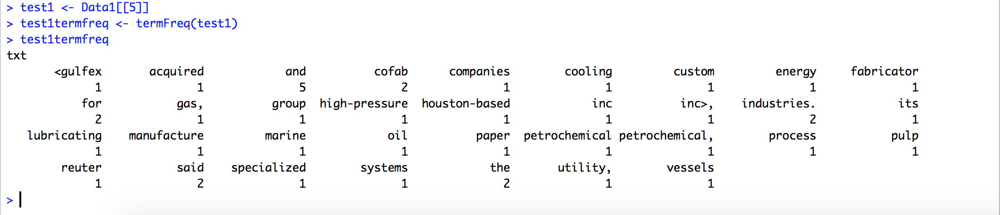 > test1 <- Data1[[5]]
> test1termfreq <- termFreq(test1)
> test1termfreq
txt
<gulfex acquired and cofab companies cooling custom energy fabricator
1 1 5 2 1 1 1 1 1
for gas, group high-pressure houston-based inc inc>, industries. its
2 1 1 1 1 1 1 2 1
lubricating manufacture marine oil paper petrochemical petrochemical, process pulp
1 1 1 1 1 1 1 1 1
reuter said specialized systems the utility, vessels
1 2 1 1 2 1 1
>